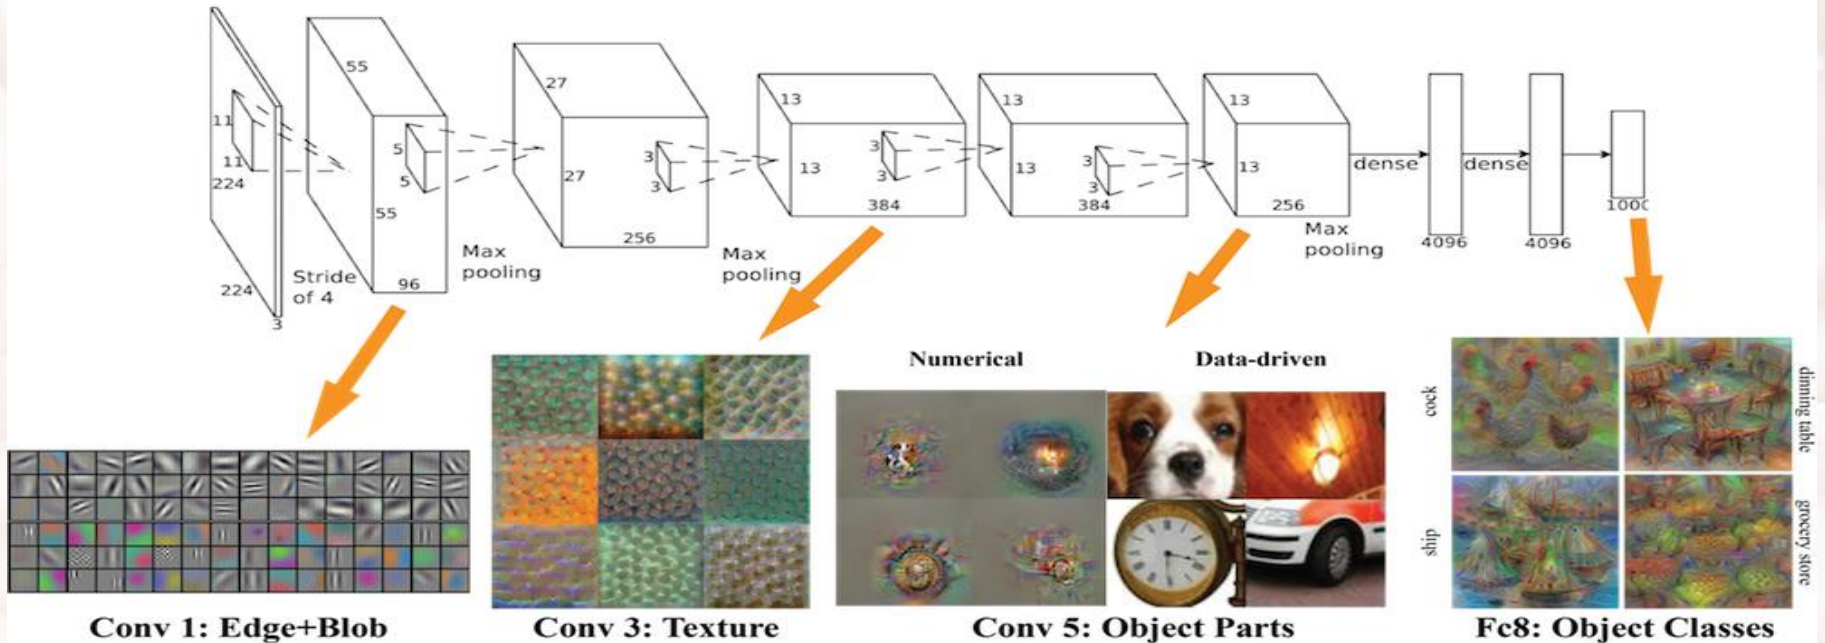 55
27
13
13
13
11
5
3
3
3
11
5
3
3
3
27
13
13
13
224
55
dense
dense
384
384
256
1000
256
Max
pooling
Max
pooling
Max
pooling
4096
4096
Stride
of 4
96
224
3
Numerical
Data-driven
cock
dinning table
ship
grocery store
Conv 1: Edge+Blob
Conv 3: Texture
Conv 5: Object Parts
Fc8: Object Classes